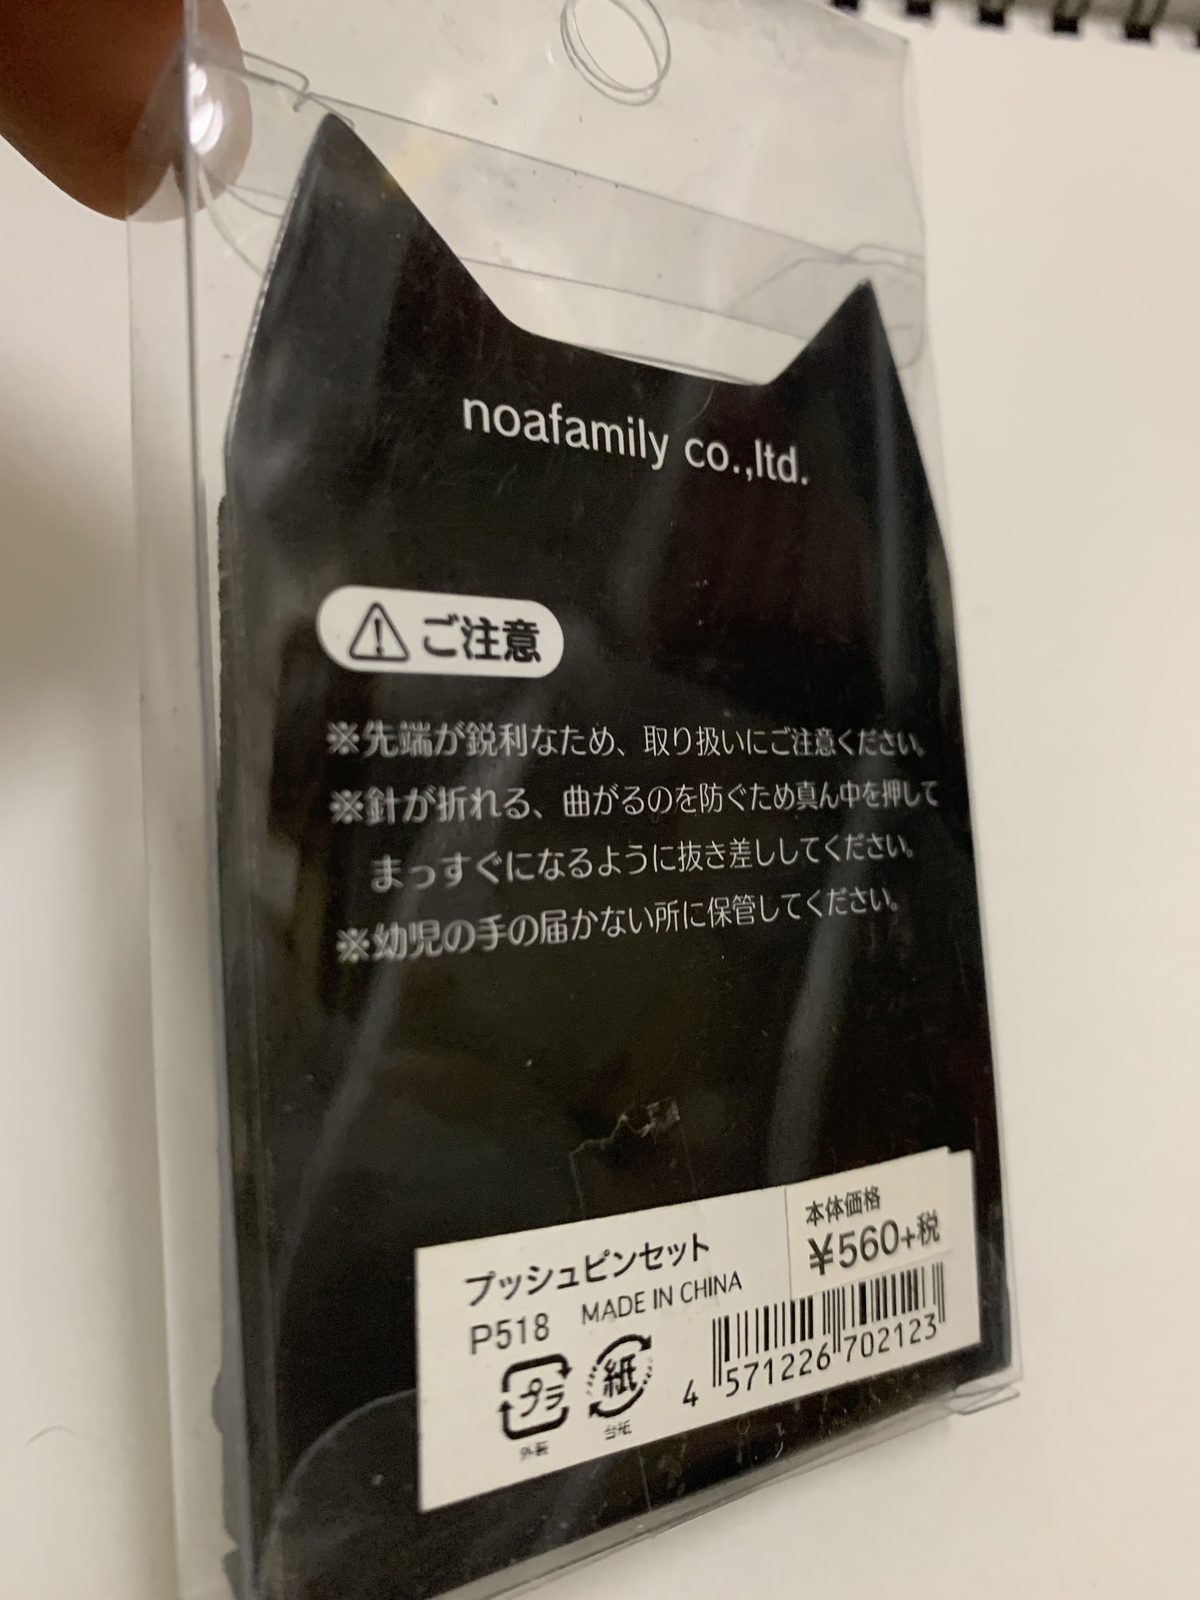 noafamily co.,ltd.
ご注意
※先端が鋭利なため、取り扱いにご注意ください。
※針が折れる、曲がるのを防ぐため真ん中を押して
まっすぐになるように抜き差ししてください。
※幼児の手の届かない所に保管してください。
プッシュピンセット
本体価格
¥560+税
P518 MADE IN CHINA
プラ
外装
紙
台紙
4 571226 702123